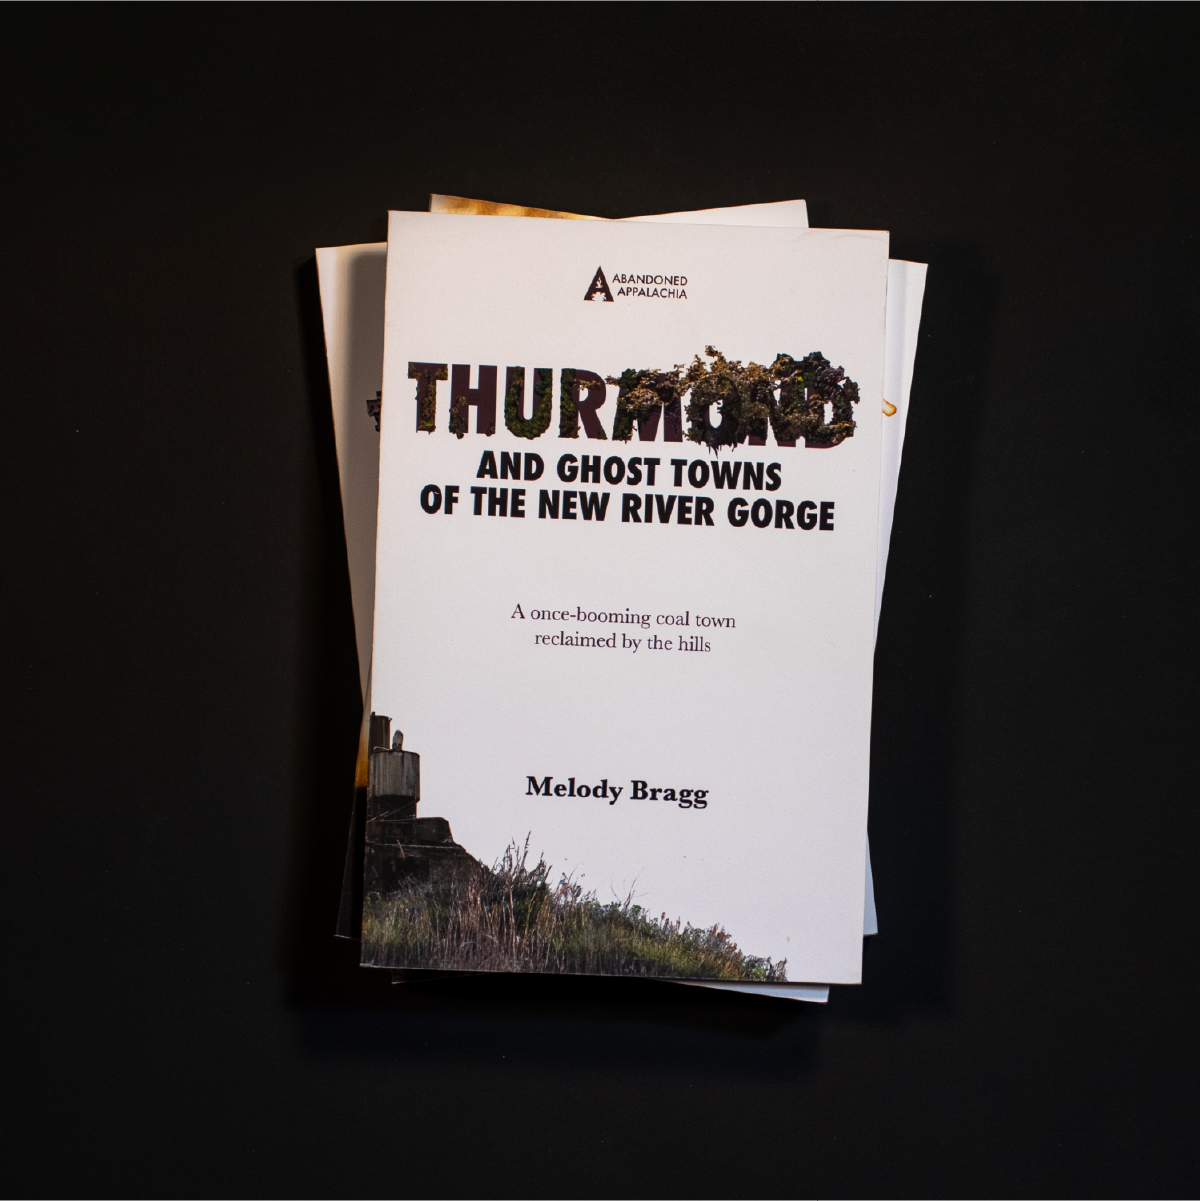 ABANDONED
APPALACHIA
THURMOND
AND GHOST TOWNS
OF THE NEW RIVER GORGE
A once-booming coal town
reclaimed by the hills
Melody Bragg